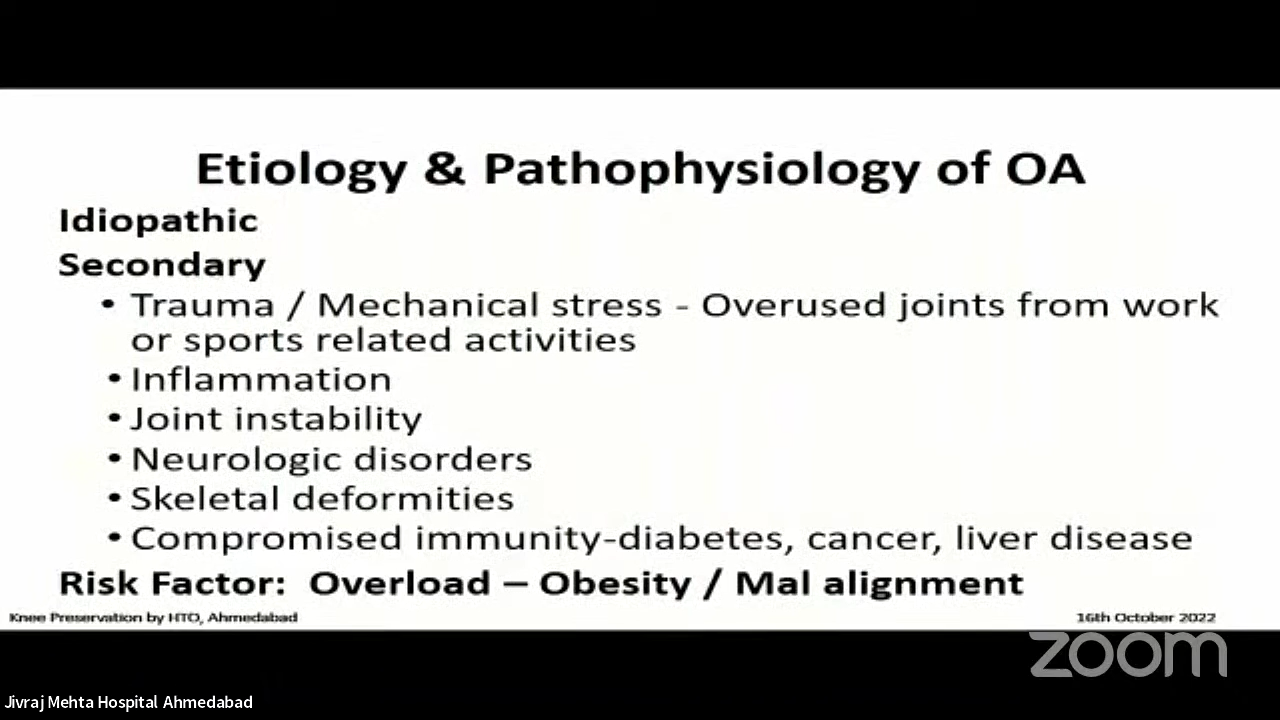 Etiology & Pathophysiology of OA
Idiopathic
Secondary
• Trauma / Mechanical stress - Overused joints from work
or sports related activities
• Inflammation
• Joint instability
• Neurologic disorders
• Skeletal deformities
• Compromised immunity-diabetes, cancer, liver disease
Risk Factor: Overload – Obesity / Mal alignment
Knee Preservation by HTO, Ahmedabad
16th October 2022
zoom
Jivraj Mehta Hospital Ahmedabad